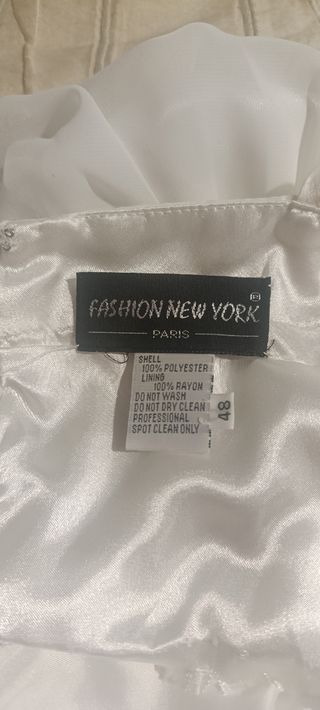 FASHION NEW YORK
PARIS
SHELL
100% POLYESTER
LINING
100% RAYON
DO NOT WASH
DO NOT DRY CLEAN
PROFESSIONAL
SPOT CLEAN ONLY
48